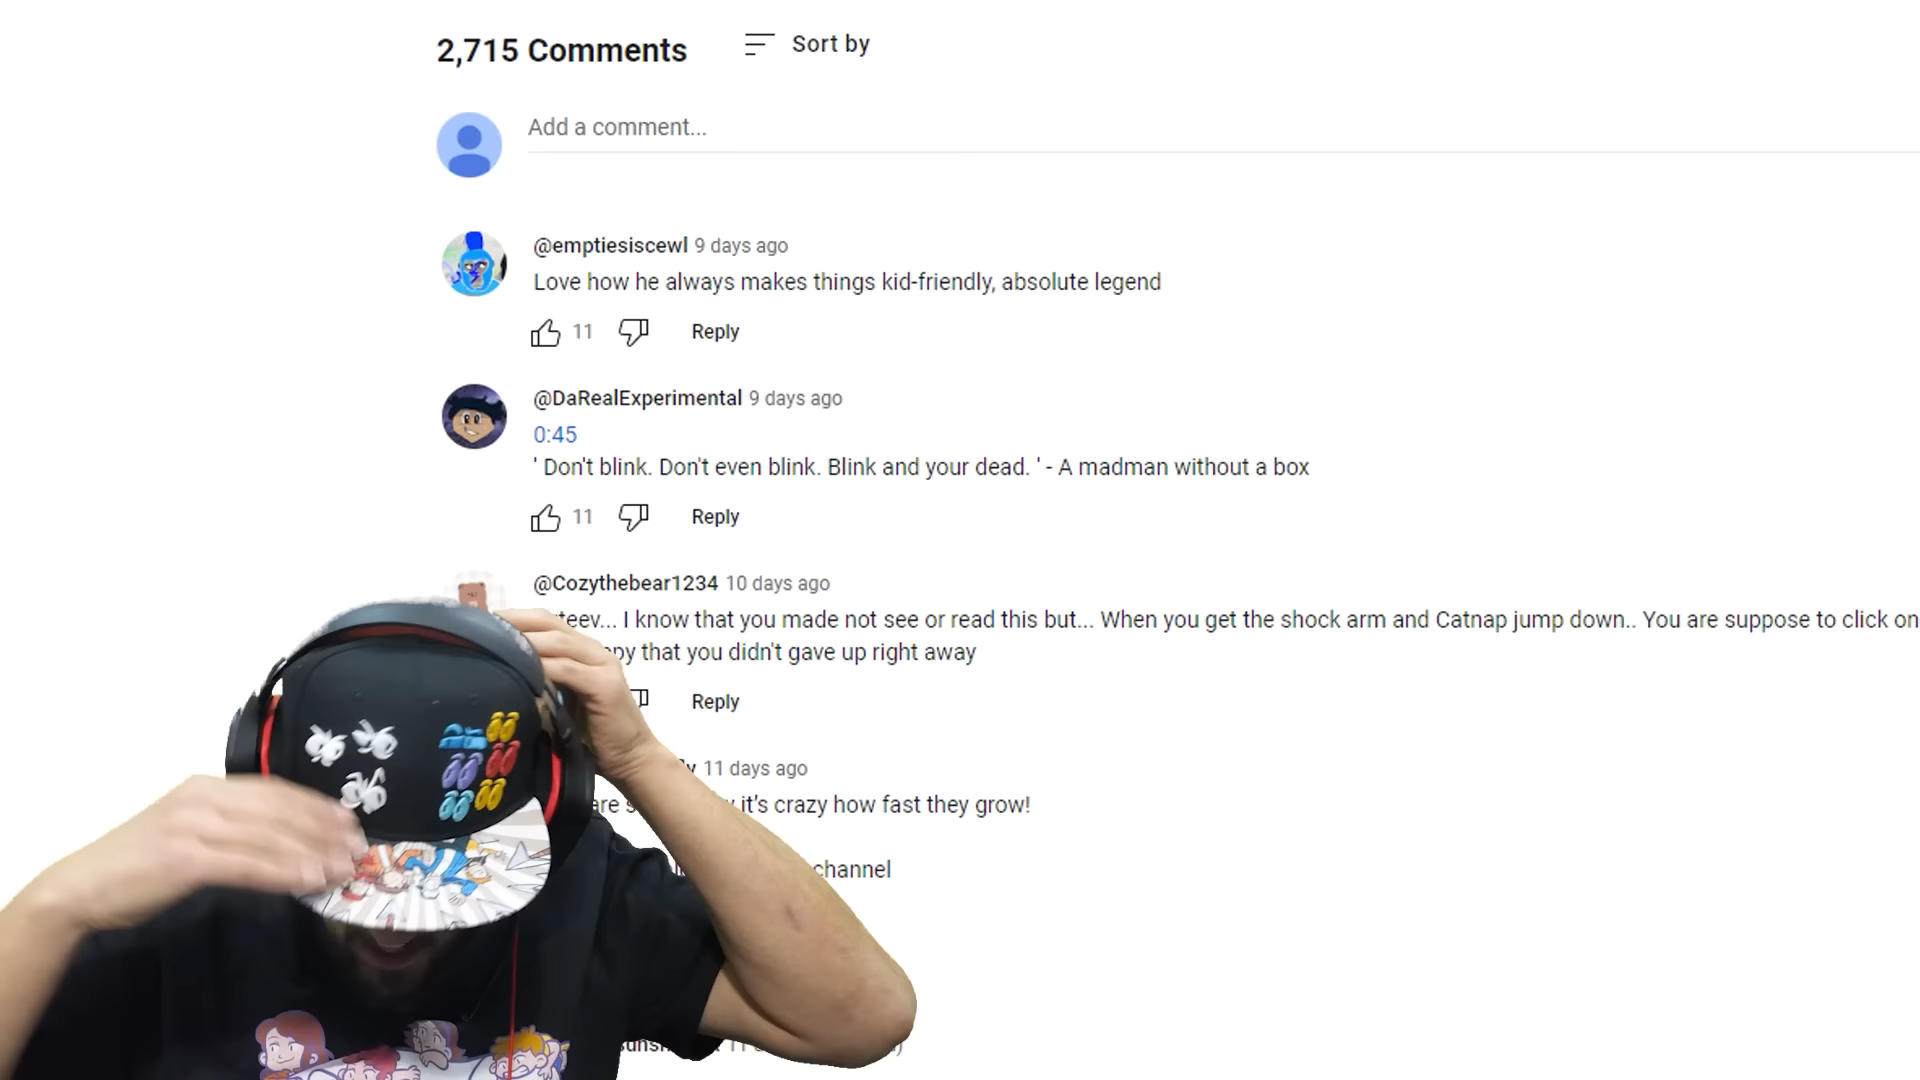 2,715 Comments Sort by
Add a comment...
@emptiesiscewl 9 days ago
Love how he always makes things kid-friendly, absolute legend
11 Reply
@DaRealExperimental 9 days ago
0:45
' Don't blink. Don't even blink. Blink and your dead. ' - A madman without a box
11 Reply
@Cozythebear1234 10 days ago
I know that you made not see or read this but... When you get the shock arm and Catnap jump down.. You are suppose to click on
that you didn't gave up right away
Reply
11 days ago
it's crazy how fast they grow!
channel